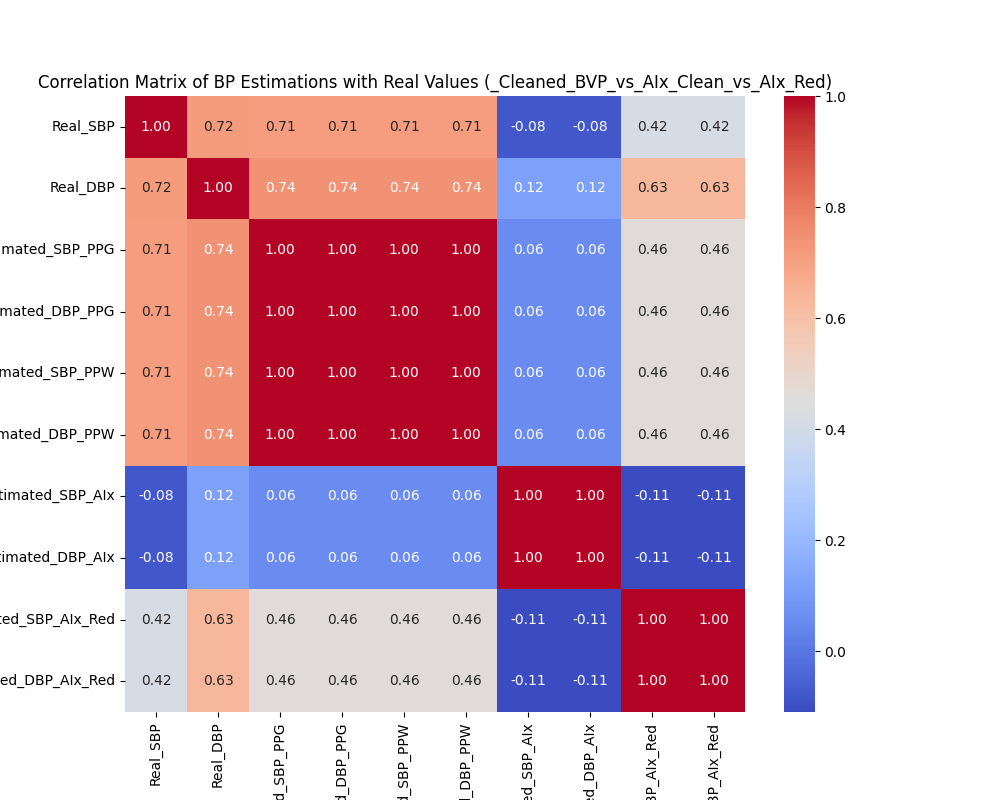 Correlation Matrix of BP Estimations with Real Values (_Cleaned_BVP_vs_AIx_Clean_vs_AIx_Red)
Real_SBP 1.00 0.72 0.71 0.71 0.71 0.71 -0.08 -0.08 0.42 0.42
Real_DBP 0.72 1.00 0.74 0.74 0.74 0.74 0.12 0.12 0.63 0.63
mated_SBP_PPG 0.71 0.74 1.00 1.00 1.00 1.00 0.06 0.06 0.46 0.46
mated_DBP_PPG 0.71 0.74 1.00 1.00 1.00 1.00 0.06 0.06 0.46 0.46
mated_SBP_PPW 0.71 0.74 1.00 1.00 1.00 1.00 0.06 0.06 0.46 0.46
mated_DBP_PPW 0.71 0.74 1.00 1.00 1.00 1.00 0.06 0.06 0.46 0.46
timated_SBP_AIx -0.08 0.12 0.06 0.06 0.06 0.06 1.00 1.00 -0.11 -0.11
timated_DBP_AIx -0.08 0.12 0.06 0.06 0.06 0.06 1.00 1.00 -0.11 -0.11
ted_SBP_AIx_Red 0.42 0.63 0.46 0.46 0.46 0.46 -0.11 -0.11 1.00 1.00
ed_DBP_AIx_Red 0.42 0.63 0.46 0.46 0.46 0.46 -0.11 -0.11 1.00 1.00
Real_SBP
Real_DBP
d_SBP_PPG
d_DBP_PPG
d_SBP_PPW
d_DBP_PPW
ed_SBP_AIx
ed_DBP_AIx
BP_AIx_Red
BP_AIx_Red
1.0
0.8
0.6
0.4
0.2
0.0